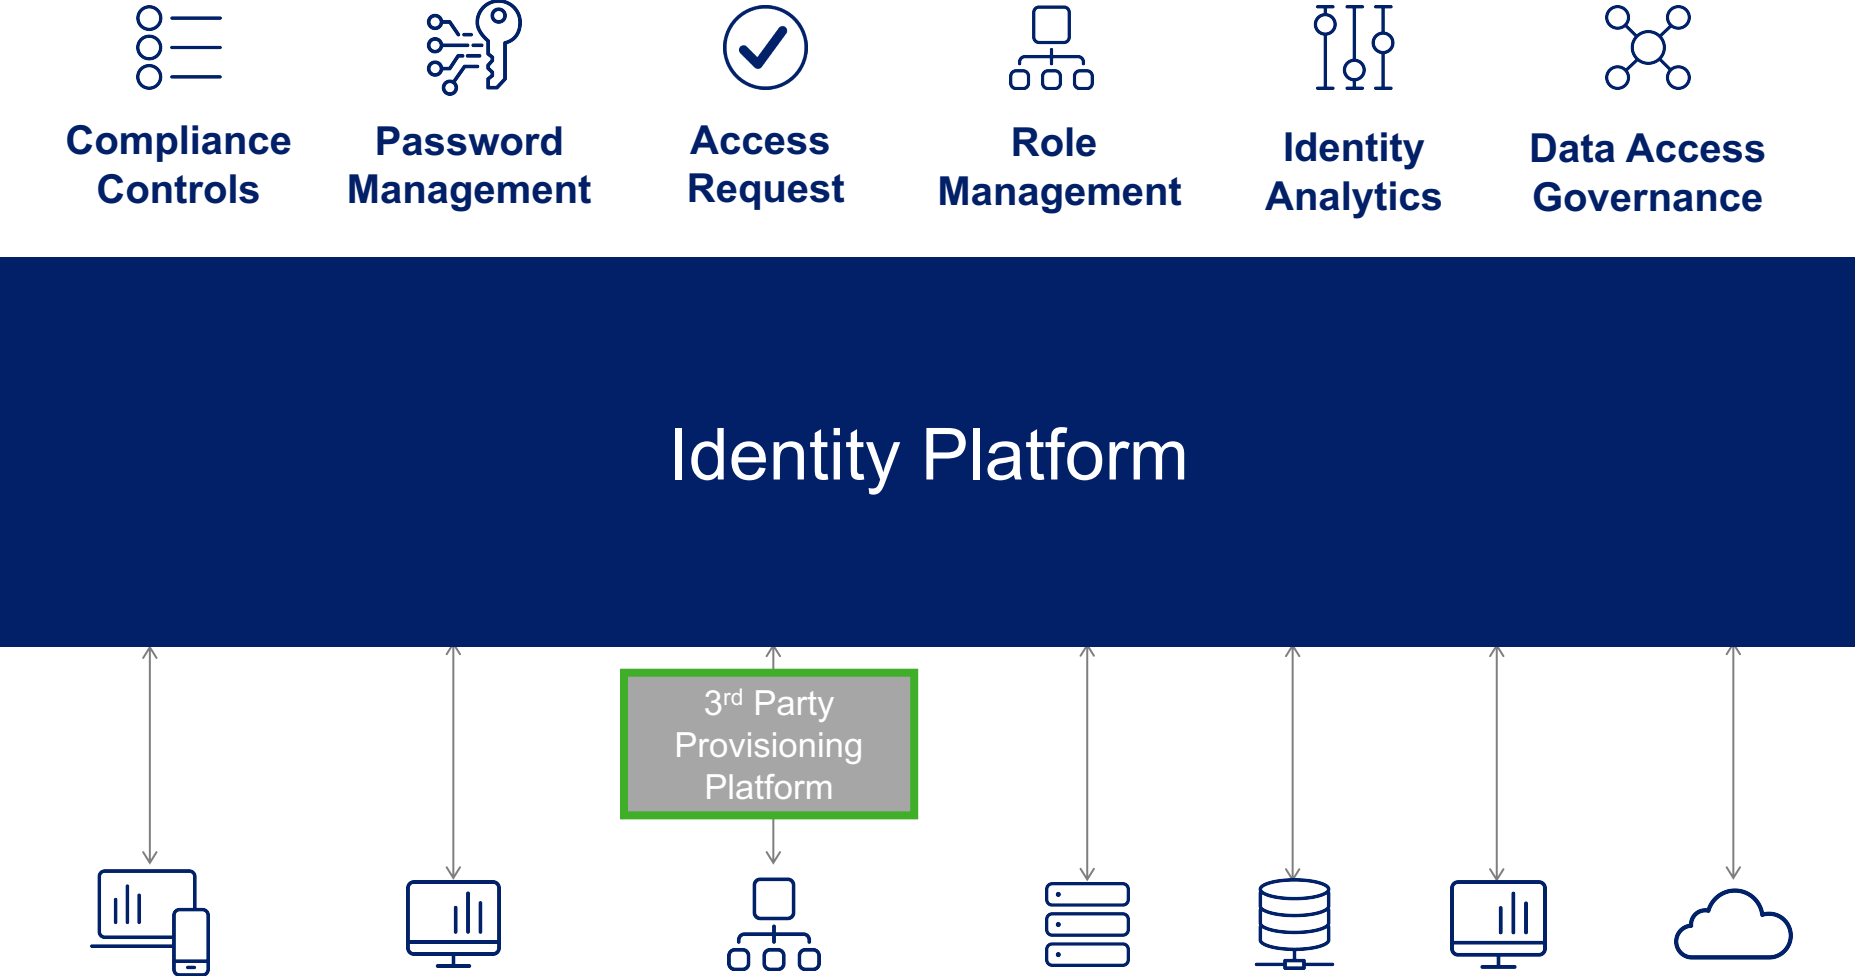 Compliance
Controls
Password
Management
Access
Request
Role
Management
Identity
Analytics
Data Access
Governance
Identity Platform
3rd Party
Provisioning
Platform